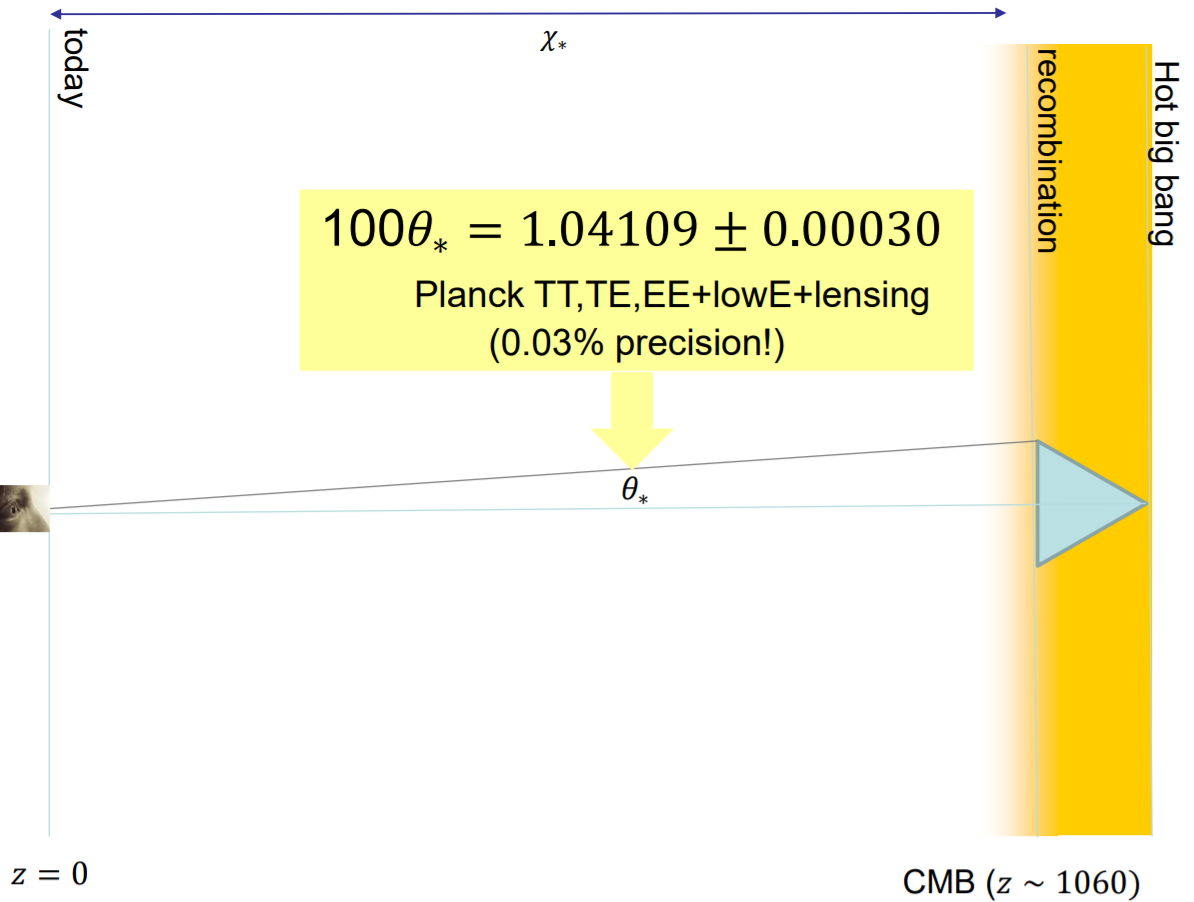 χ∗
today
recombination
Hot big bang
100θ∗ = 1.04109 ± 0.00030
Planck TT,TE,EE+lowE+lensing
(0.03% precision!)
θ∗
z = 0
CMB (z ~ 1060)